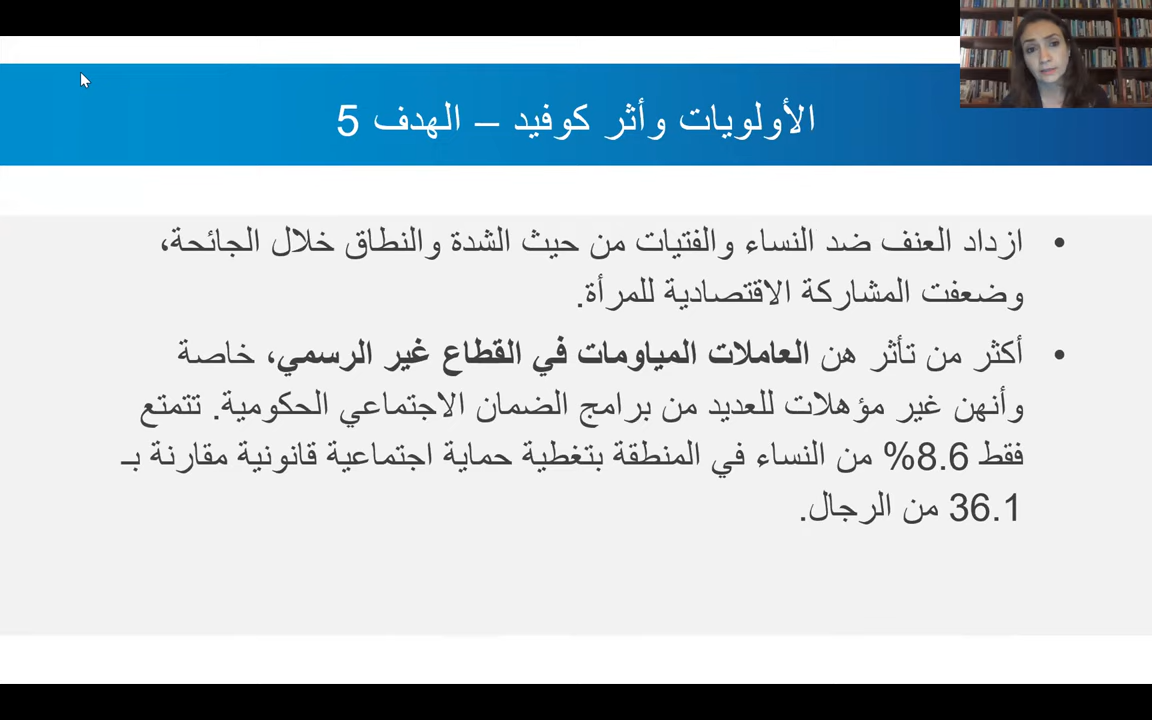 الأولويات وأثر كوفيد – الهدف 5
• ازداد العنف ضد النساء والفتيات من حيث الشدة والنطاق خلال الجائحة،
وضعفت المشاركة الاقتصادية للمرأة.
• أكثر من تأثر هن العاملات المياومات في القطاع غير الرسمي، خاصة
وأنهن غير مؤهلات للعديد من برامج الضمان الاجتماعي الحكومية. تتمتع
فقط 8.6% من النساء في المنطقة بتغطية حماية اجتماعية قانونية مقارنة بـ
36.1 من الرجال.